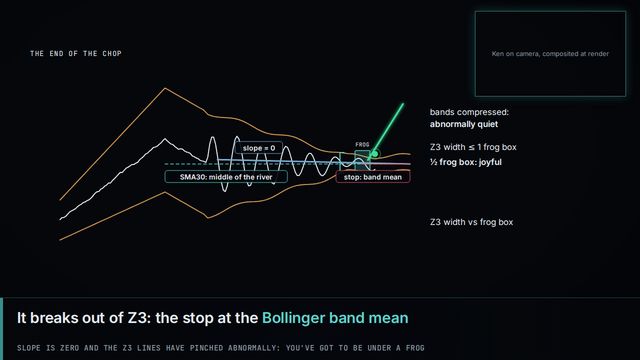 THE END OF THE CHOP
Ken on camera, composited at render
bands compressed:
abnormally quiet
Z3 width ≤ 1 frog box
½ frog box: joyful
FROG
slope = 0
SMA30: middle of the river
stop: band mean
Z3 width vs frog box
It breaks out of Z3: the stop at the Bollinger band mean
SLOPE IS ZERO AND THE Z3 LINES HAVE PINCHED ABNORMALLY: YOU'VE GOT TO BE UNDER A FROG